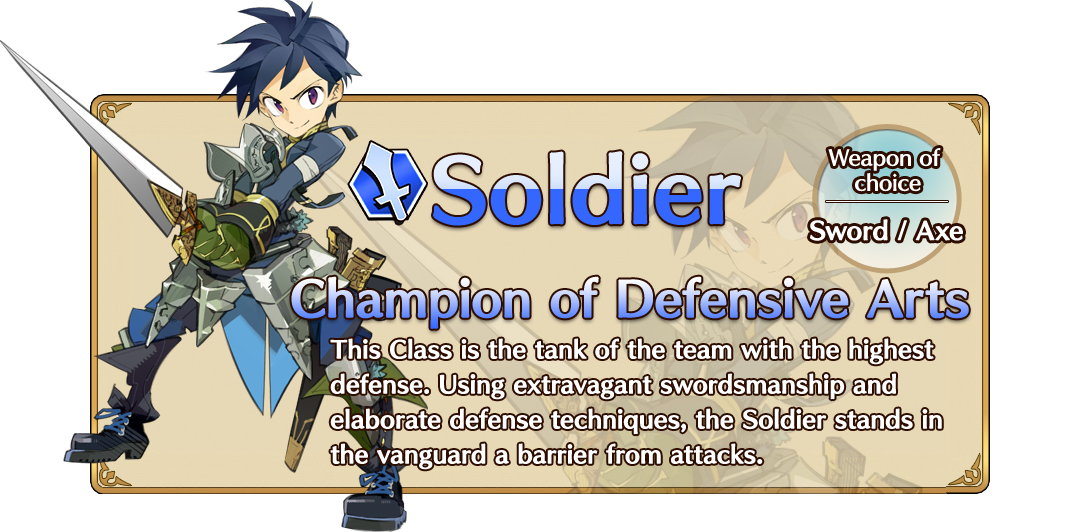 Soldier
Weapon of
choice
Sword / Axe
Champion of Defensive Arts
This Class is the tank of the team with the highest
defense. Using extravagant swordsmanship and
elaborate defense techniques, the Soldier stands in
the vanguard a barrier from attacks.